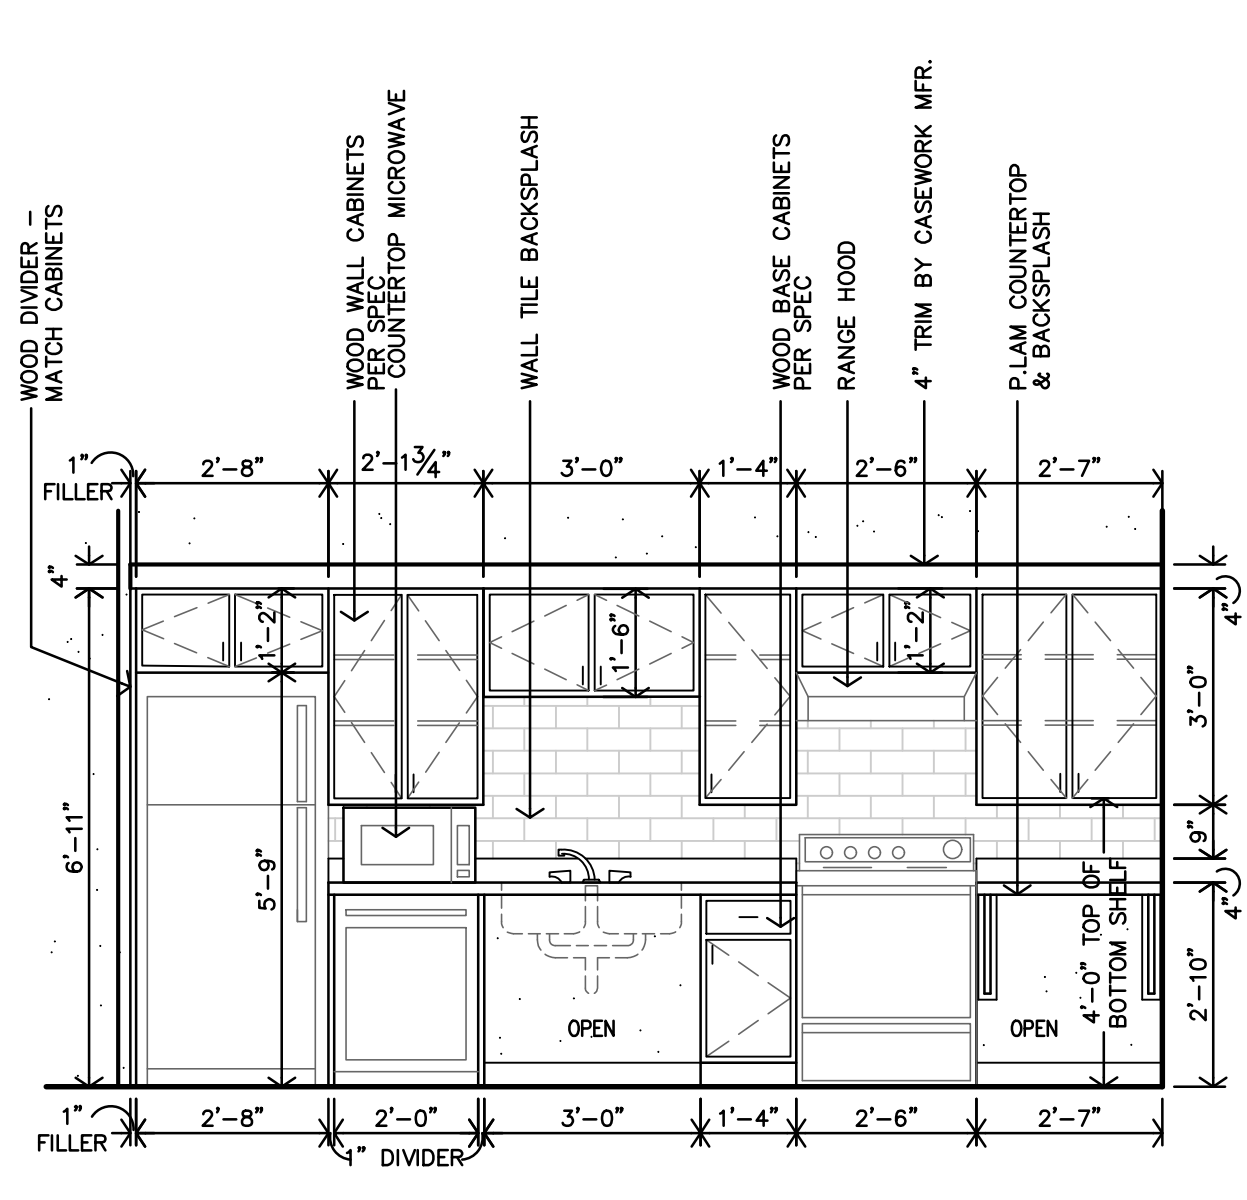 WOOD DIVIDER –
MATCH CABINETS
WOOD WALL CABINETS
PER SPEC
COUNTERTOP MICROWAVE
WALL TILE BACKSPLASH
WOOD BASE CABINETS
PER SPEC
RANGE HOOD
4" TRIM BY CASEWORK MFR.
P.LAM COUNTERTOP
& BACKSPLASH
1"
FILLER
2'-8"
2'-1¾"
3'-0"
1'-4"
2'-6"
2'-7"
4"
4"
1'-2"
1'-6"
1'-2"
3'-0"
6'-11"
5'-9"
9"
4"
4'-0" TOP OF
BOTTOM SHELF
2'-10"
OPEN
OPEN
1"
FILLER
2'-8"
2'-0"
3'-0"
1'-4"
2'-6"
2'-7"
1" DIVIDER